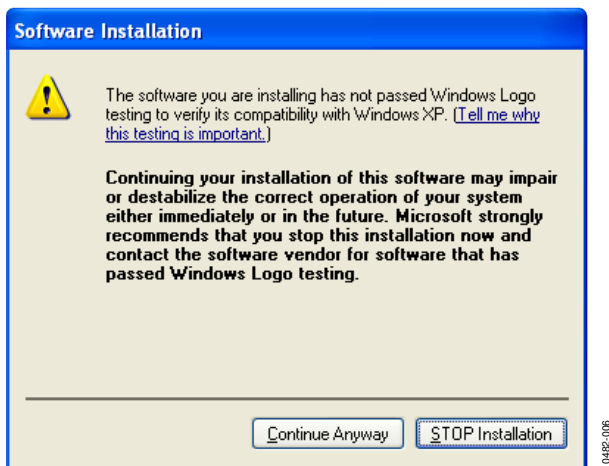 Software Installation
The software you are installing has not passed Windows Logo
testing to verify its compatibility with Windows XP. (Tell me why
this testing is important.)
Continuing your installation of this software may impair
or destabilize the correct operation of your system
either immediately or in the future. Microsoft strongly
recommends that you stop this installation now and
contact the software vendor for software that has
passed Windows Logo testing.
Continue Anyway
STOP Installation
0482-006